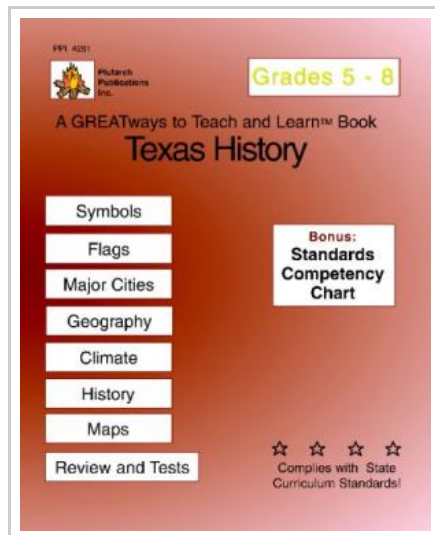 PPI 4281
Plutarch
Publications
Inc.
Grades 5 - 8
A GREATways to Teach and Learn™ Book
Texas History
Symbols
Flags
Major Cities
Geography
Climate
History
Maps
Review and Tests
Bonus:
Standards
Competency
Chart
Complies with State
Curriculum Standards!